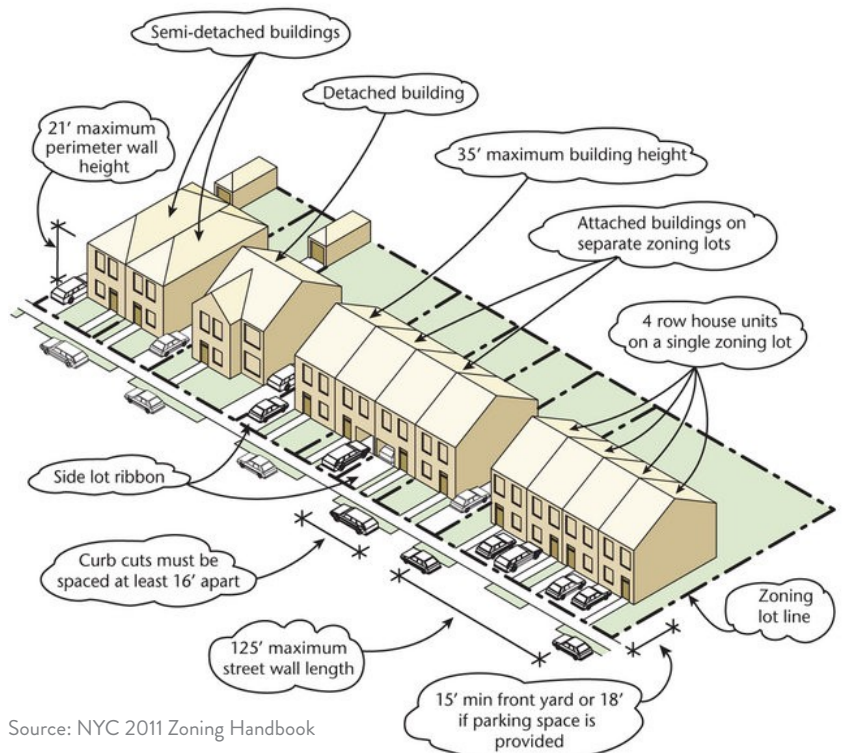 Semi-detached buildings
Detached building
21' maximum
perimeter wall
height
35' maximum building height
Attached buildings on
separate zoning lots
4 row house units
on a single zoning lot
Side lot ribbon
Curb cuts must be
spaced at least 16' apart
Zoning
lot line
125' maximum
street wall length
15' min front yard or 18'
if parking space is
provided
Source: NYC 2011 Zoning Handbook